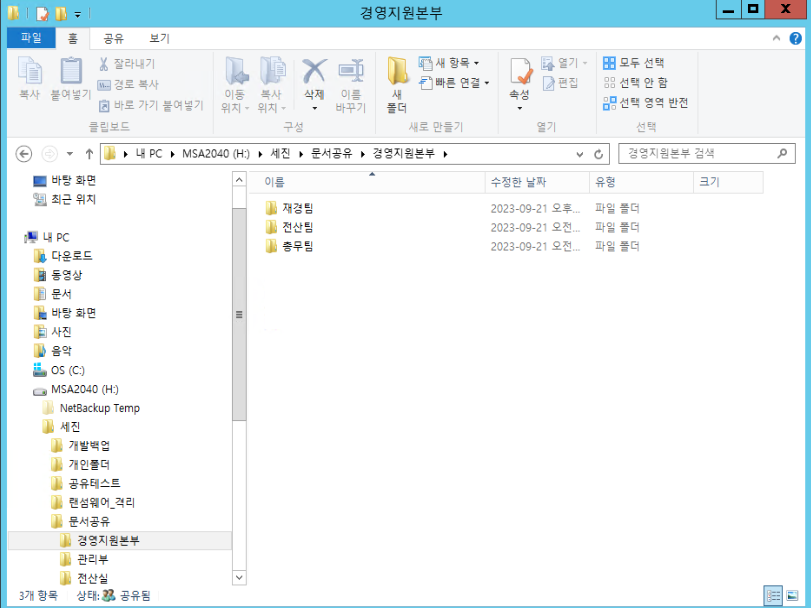 경영지원본부
파일 홈 공유 보기
복사
붙여넣기
잘라내기
경로 복사
바로 가기 붙여넣기
클립보드
이동 위치
복사 위치
삭제
이름 바꾸기
구성
새 폴더
새 항목
빠른 연결
새로 만들기
속성
열기
편집
열기
모두 선택
선택 안 함
선택 영역 반전
선택
내 PC MSA2040 (H:) 세진 문서공유 경영지원본부
경영지원본부 검색
바탕 화면
최근 위치
내 PC
다운로드
동영상
문서
바탕 화면
사진
음악
OS (C:)
MSA2040 (H:)
NetBackup Temp
세진
개발백업
개인폴더
공유테스트
랜섬웨어_격리
문서공유
경영지원본부
관리부
전산실
이름 수정한 날짜 유형 크기
재경팀 2023-09-21 오후... 파일 폴더
전산팀 2023-09-21 오전... 파일 폴더
총무팀 2023-09-21 오전... 파일 폴더
3개 항목 상태: 공유됨